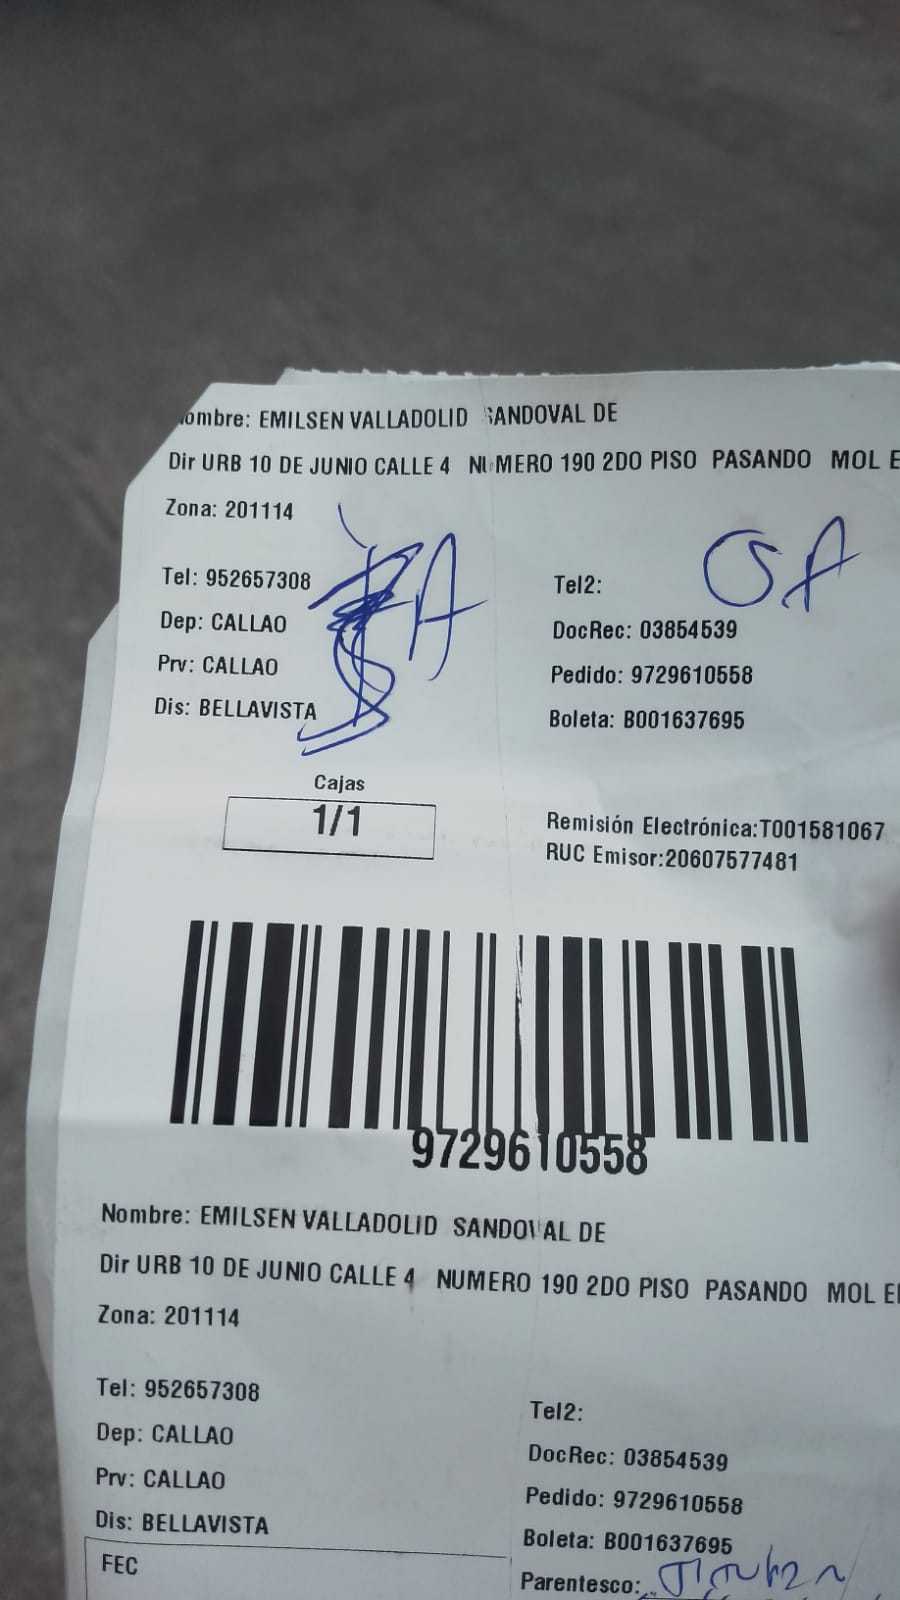 ombre: EMILSEN VALLADOLID SANDOVAL DE
Dir URB 10 DE JUNIO CALLE 4 NUMERO 190 2DO PISO PASANDO MOL E
Zona: 201114
Tel: 952657308
Tel2:
Dep: CALLAO
DocRec: 03854539
Prv: CALLAO
Pedido: 9729610558
Dis: BELLAVISTA
Boleta: B001637695
Cajas
1/1
Remisión Electrónica:T001581067
RUC Emisor:20607577481
9729610558
Nombre: EMILSEN VALLADOLID SANDOVAL DE
Dir URB 10 DE JUNIO CALLE 4 NUMERO 190 2DO PISO PASANDO MOL E
Zona: 201114
Tel: 952657308
Tel2:
Dep: CALLAO
DocRec: 03854539
Prv: CALLAO
Pedido: 9729610558
Dis: BELLAVISTA
Boleta: B001637695
FEC
Parentesco: